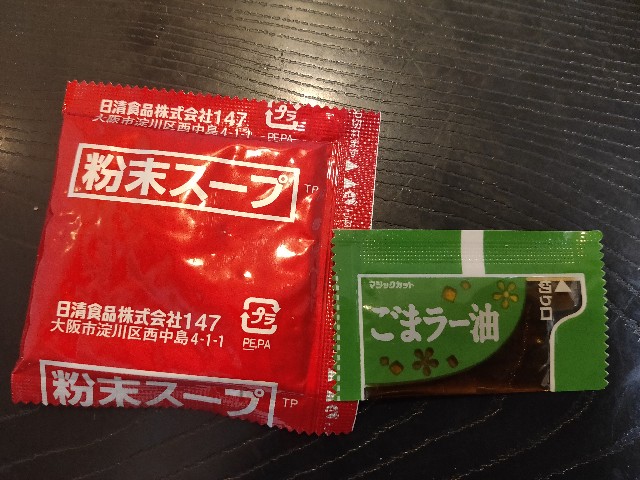 日清食品株式会社147
大阪市淀川区西中島4-1-1
プラ
PE,PA
粉末スープ
TP
日清食品株式会社147
大阪市淀川区西中島4-1-1
プラ
PE,PA
粉末スープ
TP
マジックカット
切り口
ごまラー油